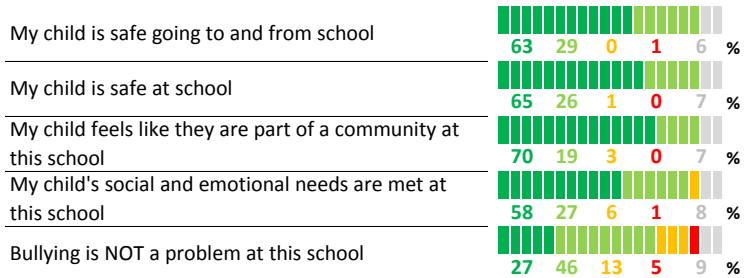 My child is safe going to and from school
63 29 0 1 6 %
My child is safe at school
65 26 1 0 7 %
My child feels like they are part of a community at
this school
70 19 3 0 7 %
My child's social and emotional needs are met at
this school
58 27 6 1 8 %
Bullying is NOT a problem at this school
27 46 13 5 9 %